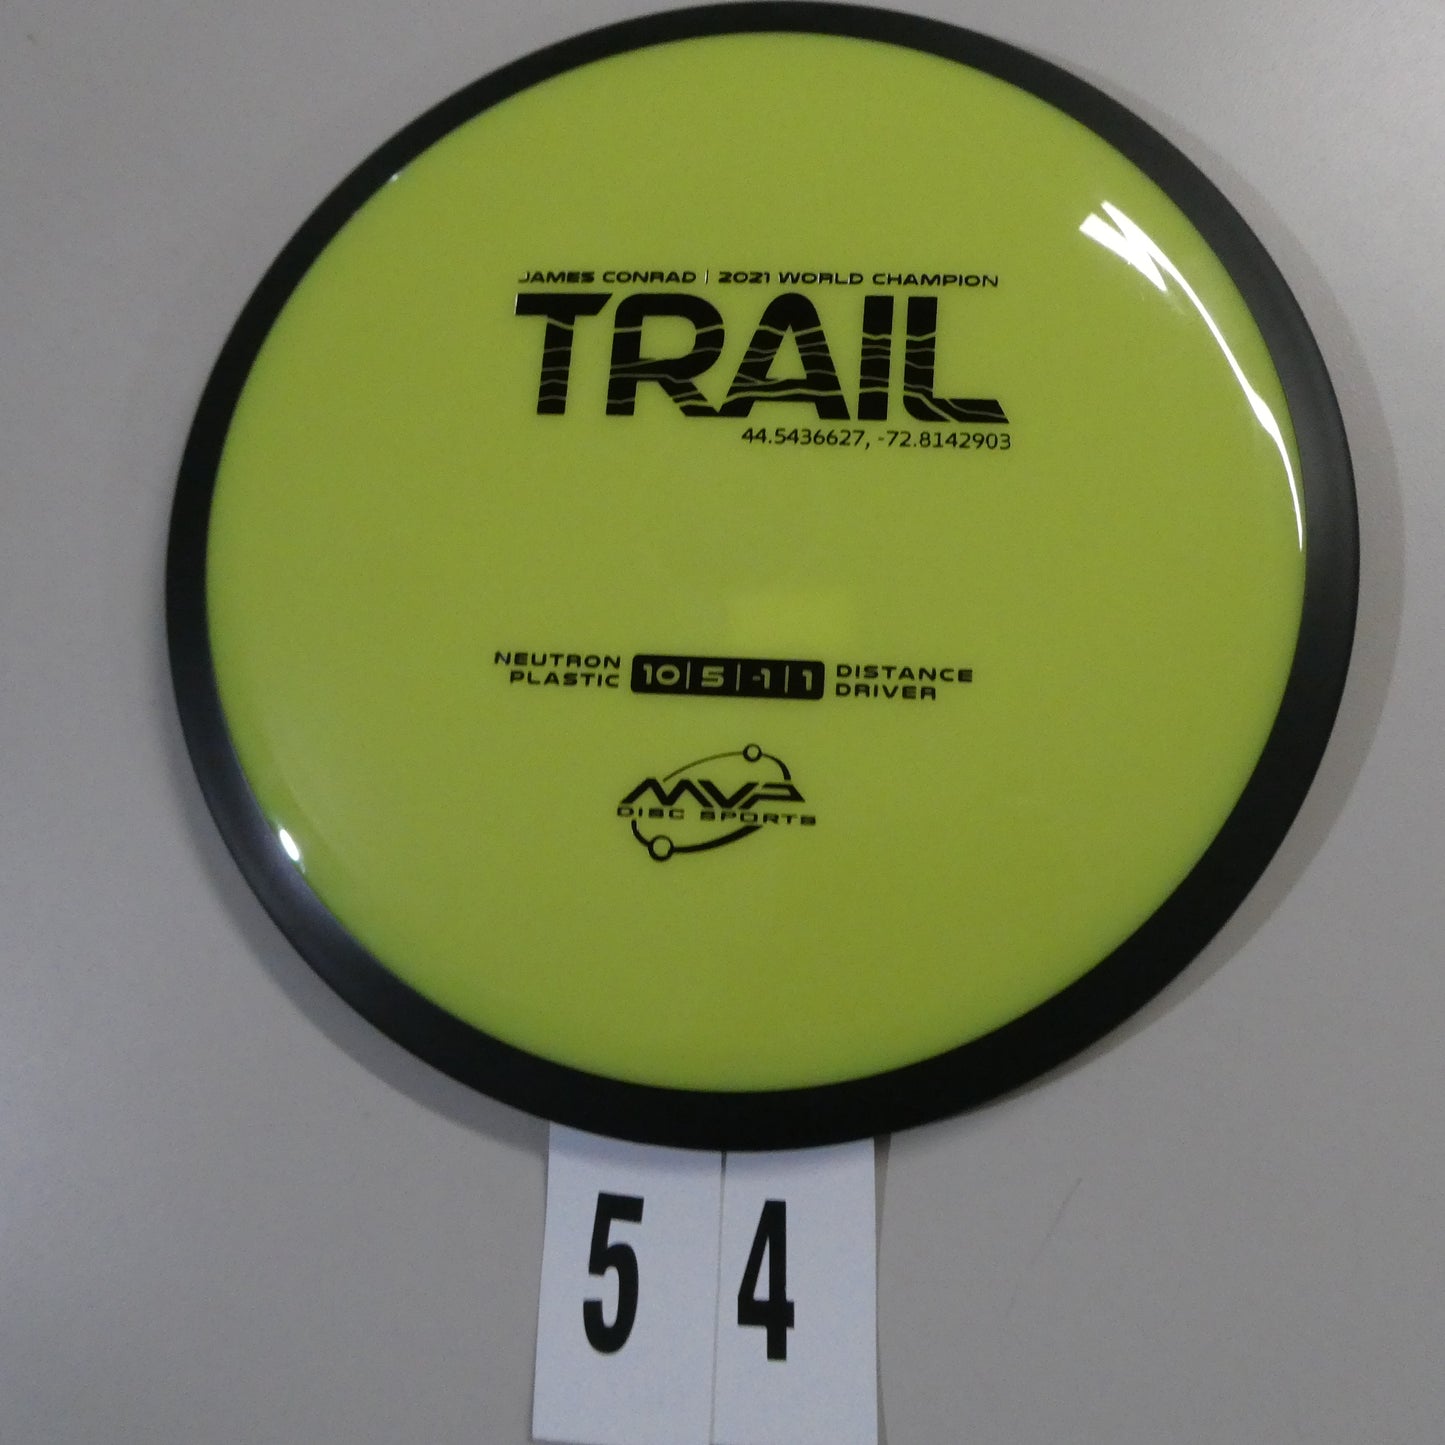 JAMES CONRAD | 2021 WORLD CHAMPION
TRAIL
44.5436627, -72.8142903
NEUTRON
PLASTIC
10 | 5 | -1 | 1
DISTANCE
DRIVER
MVP
DISC SPORTS
5 4